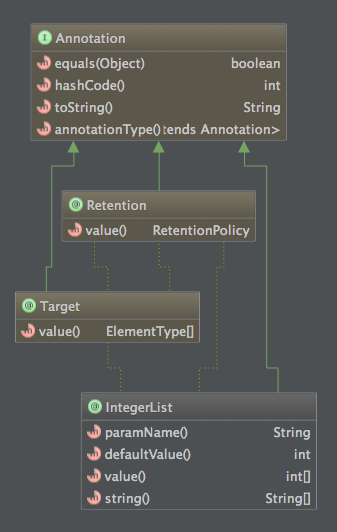 I Annotation
m equals(Object) boolean
m hashCode() int
m toString() String
m annotationType() tends Annotation>
@ Retention
m value() RetentionPolicy
@ Target
m value() ElementType[]
@ IntegerList
m paramName() String
m defaultValue() int
m value() int[]
m string() String[]